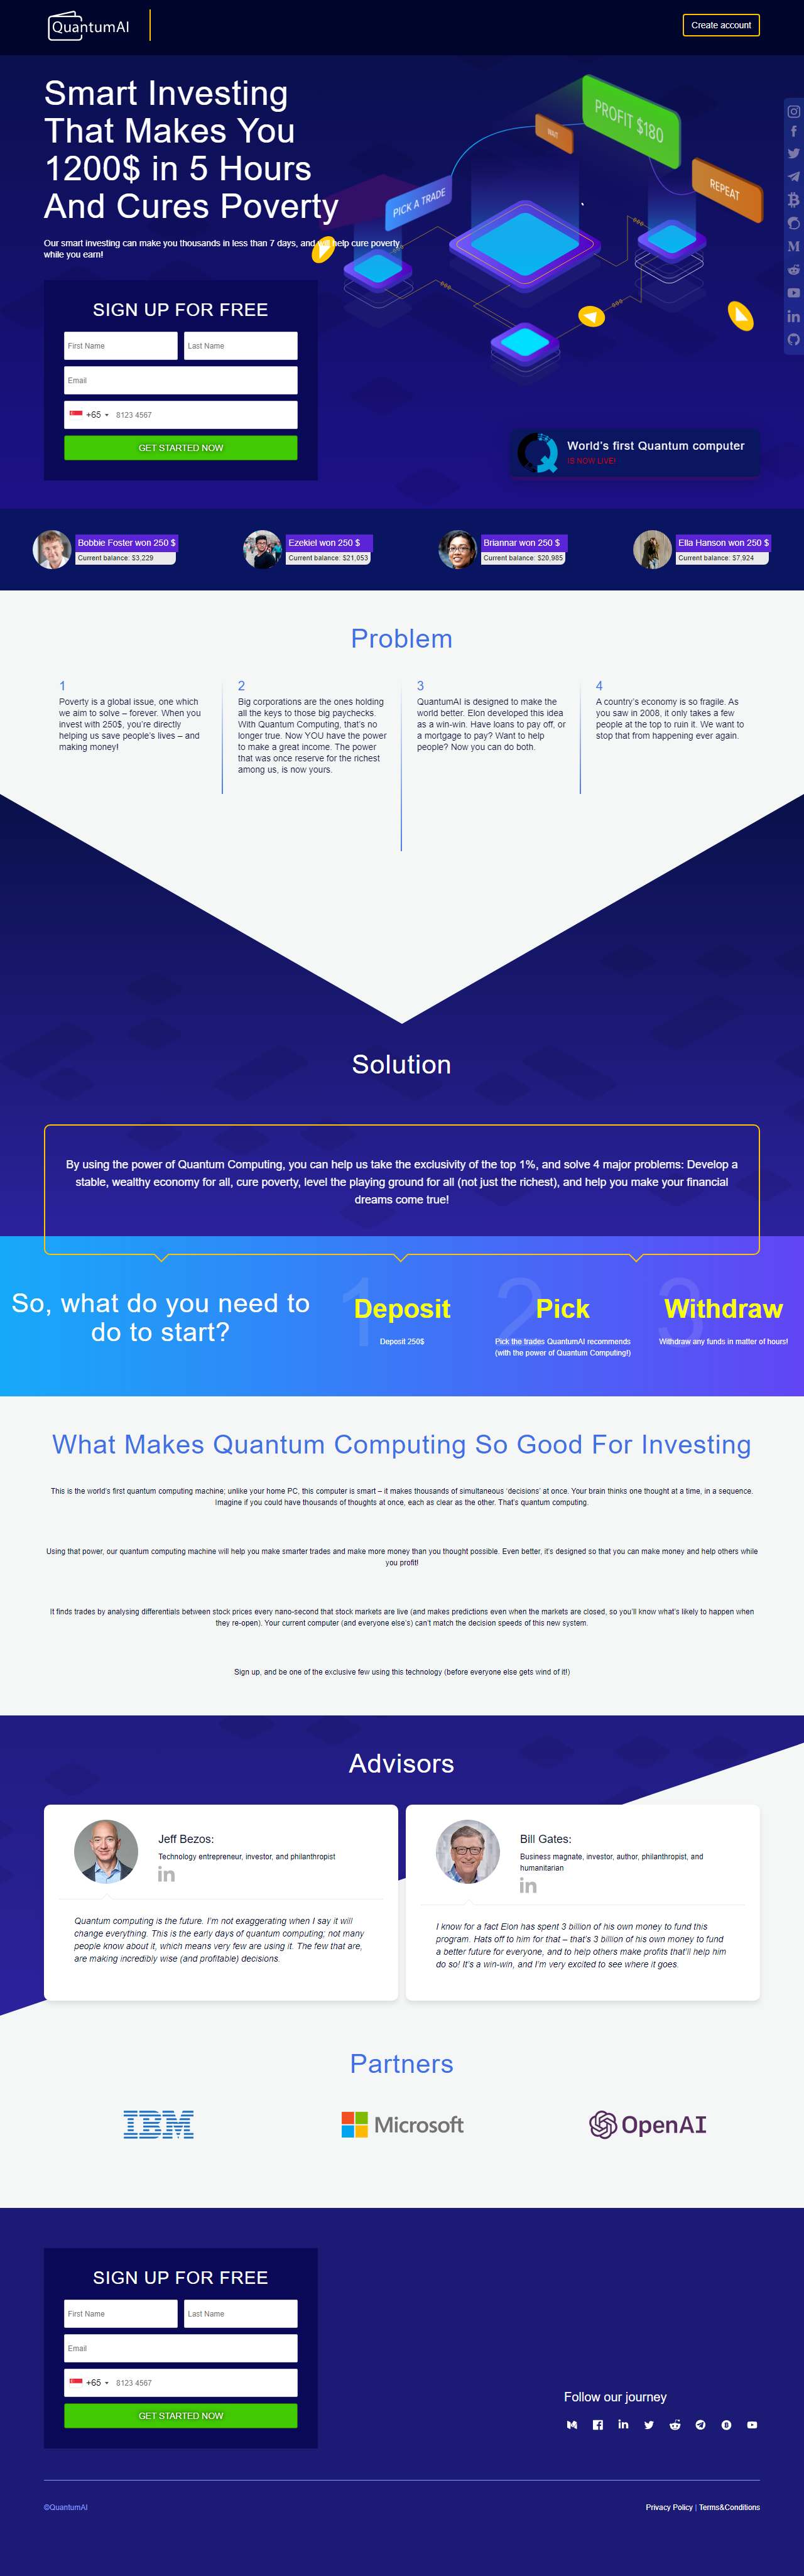 QuantumAI
Create account
Smart Investing
That Makes You
1200$ in 5 Hours
And Cures Poverty
Our smart investing can make you thousands in less than 7 days, and will help cure poverty
while you earn!
PICK A TRADE
WAIT
PROFIT $180
REPEAT
SIGN UP FOR FREE
First Name
Last Name
Email
+65
8123 4567
GET STARTED NOW
World's first Quantum computer
IS NOW LIVE!
Bobbie Foster won 250 $
Current balance: $3,229
Ezekiel won 250 $
Current balance: $21,053
Briannar won 250 $
Current balance: $20,985
Ella Hanson won 250 $
Current balance: $7,924
Problem
1
Poverty is a global issue, one which
we aim to solve – forever. When you
invest with 250$, you're directly
helping us save people's lives – and
making money!
2
Big corporations are the ones holding
all the keys to those big paychecks.
With Quantum Computing, that's no
longer true. Now YOU have the power
to make a great income. The power
that was once reserve for the richest
among us, is now yours.
3
QuantumAI is designed to make the
world better. Elon developed this idea
as a win-win. Have loans to pay off, or
a mortgage to pay? Want to help
people? Now you can do both.
4
A country's economy is so fragile. As
you saw in 2008, it only takes a few
people at the top to ruin it. We want to
stop that from happening ever again.
Solution
By using the power of Quantum Computing, you can help us take the exclusivity of the top 1%, and solve 4 major problems: Develop a
stable, wealthy economy for all, cure poverty, level the playing ground for all (not just the richest), and help you make your financial
dreams come true!
So, what do you need to
do to start?
1
Deposit
Deposit 250$
2
Pick
Pick the trades QuantumAI recommends
(with the power of Quantum Computing!)
3
Withdraw
Withdraw any funds in matter of hours!
What Makes Quantum Computing So Good For Investing
This is the world's first quantum computing machine; unlike your home PC, this computer is smart – it makes thousands of simultaneous 'decisions' at once. Your brain thinks one thought at a time, in a sequence.
Imagine if you could have thousands of thoughts at once, each as clear as the other. That's quantum computing.
Using that power, our quantum computing machine will help you make smarter trades and make more money than you thought possible. Even better, it's designed so that you can make money and help others while
you profit!
It finds trades by analysing differentials between stock prices every nano-second that stock markets are live (and makes predictions even when the markets are closed, so you'll know what's likely to happen when
they re-open). Your current computer (and everyone else's) can't match the decision speeds of this new system.
Sign up, and be one of the exclusive few using this technology (before everyone else gets wind of it!)
Advisors
Jeff Bezos:
Technology entrepreneur, investor, and philanthropist
in
Quantum computing is the future. I'm not exaggerating when I say it will
change everything. This is the early days of quantum computing; not many
people know about it, which means very few are using it. The few that are,
are making incredibly wise (and profitable) decisions.
Bill Gates:
Business magnate, investor, author, philanthropist, and
humanitarian
in
I know for a fact Elon has spent 3 billion of his own money to fund this
program. Hats off to him for that – that's 3 billion of his own money to fund
a better future for everyone, and to help others make profits that'll help him
do so! It's a win-win, and I'm very excited to see where it goes.
Partners
IBM
Microsoft
OpenAI
SIGN UP FOR FREE
First Name
Last Name
Email
+65
8123 4567
GET STARTED NOW
Follow our journey
©QuantumAI
Privacy Policy | Terms&Conditions